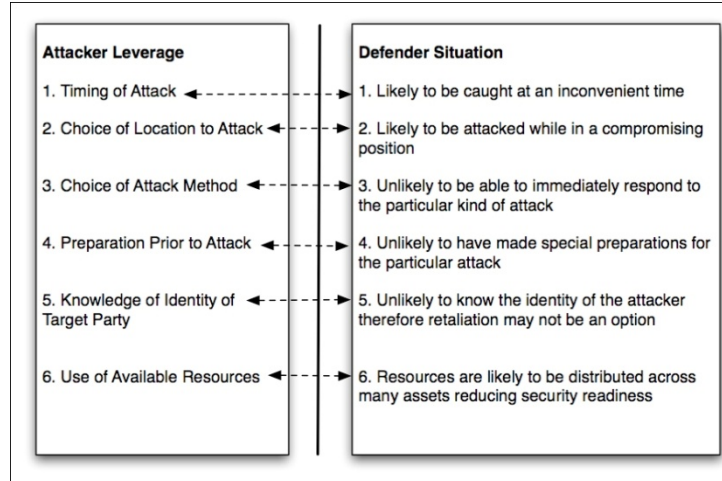 Attacker Leverage
1. Timing of Attack
2. Choice of Location to Attack
3. Choice of Attack Method
4. Preparation Prior to Attack
5. Knowledge of Identity of
Target Party
6. Use of Available Resources
Defender Situation
1. Likely to be caught at an inconvenient time
2. Likely to be attacked while in a compromising
position
3. Unlikely to be able to immediately respond to
the particular kind of attack
4. Unlikely to have made special preparations for
the particular attack
5. Unlikely to know the identity of the attacker
therefore retaliation may not be an option
6. Resources are likely to be distributed across
many assets reducing security readiness